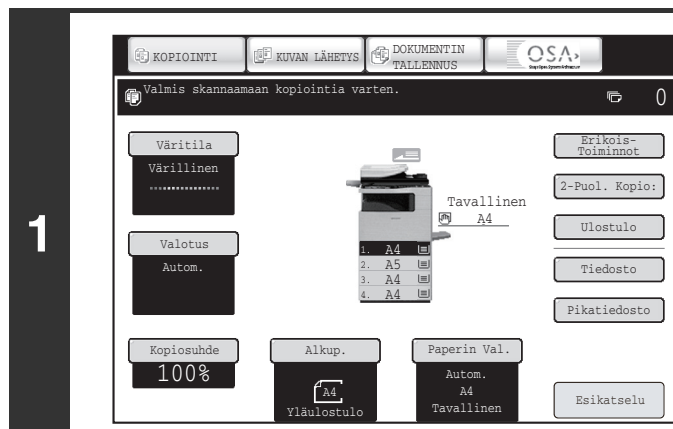 1
KOPIOINTI
KUVAN LÄHETYS
DOKUMENTIN
TALLENNUS
OSA
Valmis skannaamaan kopiointia varten.
0
Väritila
Värillinen
Valotus
Autom.
Kopiosuhde
100%
Alkup.
A4
Yläulostulo
Paperin Val.
Autom.
A4
Tavallinen
Tavallinen
A4
1. A4
2. A5
3. A4
4. A4
Erikois-
Toiminnot
2-Puol. Kopio:
Ulostulo
Tiedosto
Pikatiedosto
Esikatselu